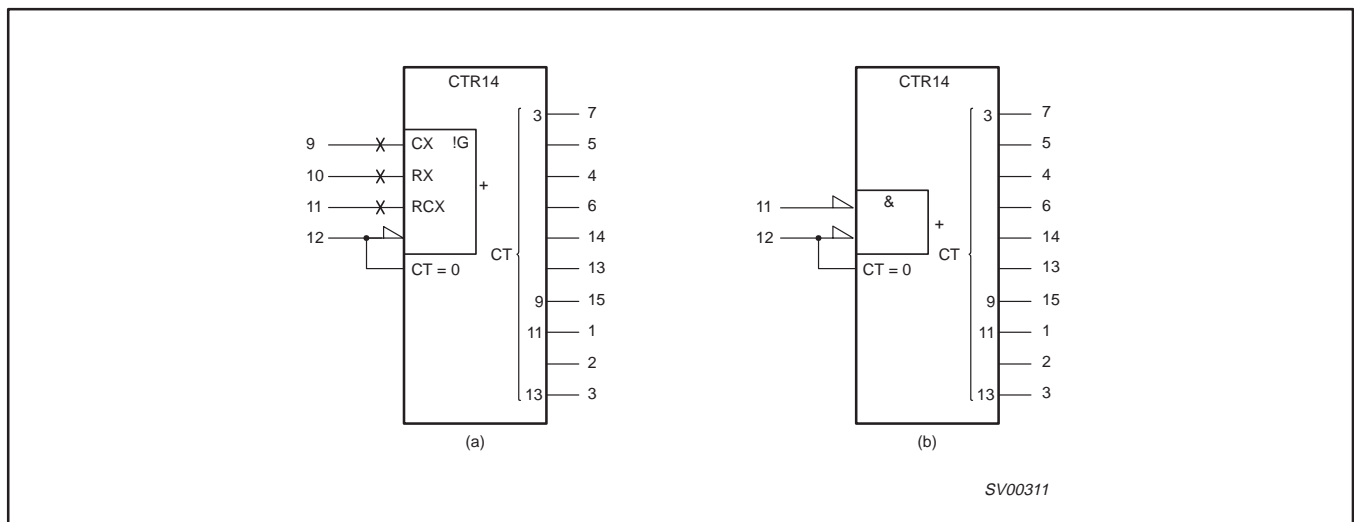 CTR14
3 7
9 CX !G 5
10 RX 4
+
11 RCX 6
12 14
CT
CT = 0 13
9 15
11 1
2
13 3
(a)
CTR14
3 7
5
4
11 & 6
12 + 14
CT
CT = 0 13
9 15
11 1
2
13 3
(b)
SV00311